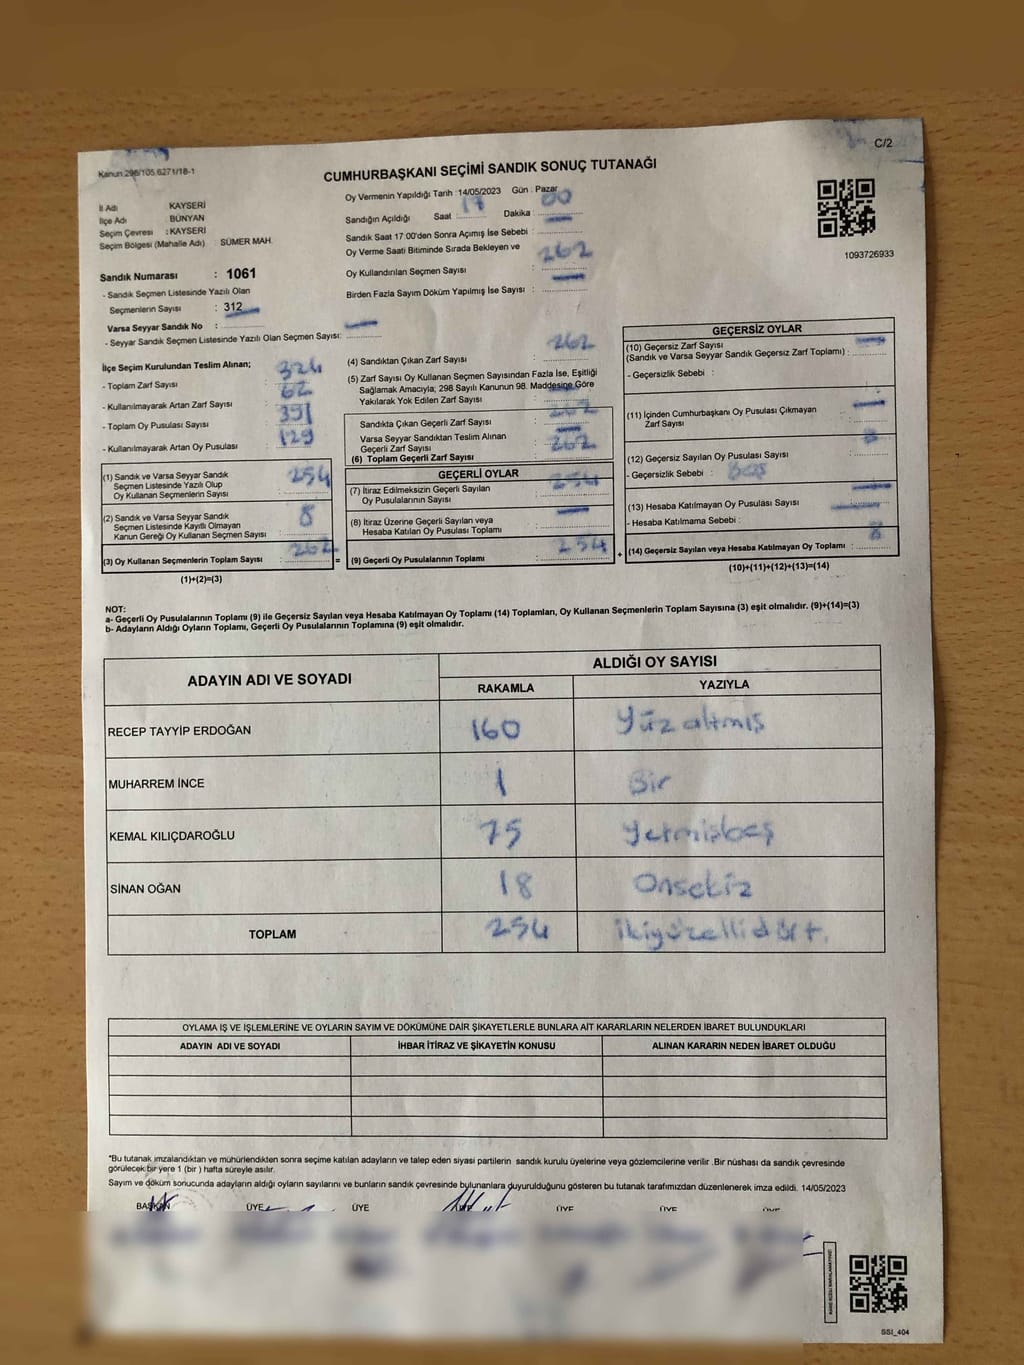 C/2
Kanun:298/105.6271/18-1
CUMHURBAŞKANI SEÇİMİ SANDIK SONUÇ TUTANAĞI
İl Adı KAYSERİ
İlçe Adı BÜNYAN
Seçim Çevresi : KAYSERİ
Seçim Bölgesi (Mahalle Adı) : SÜMER MAH.
Sandık Numarası : 1061
- Sandık Seçmen Listesinde Yazılı Olan
Seçmenlerin Sayısı : 312
Varsa Seyyar Sandık No :
- Seyyar Sandık Seçmen Listesinde Yazılı Olan Seçmen Sayısı:
Oy Vermenin Yapıldığı Tarih :14/05/2023 Gün : Pazar
Sandığın Açıldığı Saat 17 Dakika : 00
Sandık Saat 17:00'den Sonra Açımış İse Sebebi :
Oy Verme Saati Bitiminde Sırada Bekleyen ve
Oy Kullandırılan Seçmen Sayısı : 262
Birden Fazla Sayım Döküm Yapılmış İse Sayısı :
1093726933
İlçe Seçim Kurulundan Teslim Alınan;
- Toplam Zarf Sayısı : 324
- Kullanılmayarak Artan Zarf Sayısı : 62
- Toplam Oy Pusulası Sayısı : 391
- Kullanılmayarak Artan Oy Pusulası : 129
(1) Sandık ve Varsa Seyyar Sandık
Seçmen Listesinde Yazılı Olup
Oy Kullanan Seçmenlerin Sayısı : 254
(2) Sandık ve Varsa Seyyar Sandık
Seçmen Listesinde Kayıtlı Olmayan
Kanun Gereği Oy Kullanan Seçmen Sayısı : 8
(3) Oy Kullanan Seçmenlerin Toplam Sayısı : 262 =
(1)+(2)=(3)
(4) Sandıktan Çıkan Zarf Sayısı : 262
(5) Zarf Sayısı Oy Kullanan Seçmen Sayısından Fazla İse, Eşitliği
Sağlamak Amacıyla; 298 Sayılı Kanunun 98. Maddesine Göre
Yakılarak Yok Edilen Zarf Sayısı :
Sandıkta Çıkan Geçerli Zarf Sayısı : 262
Varsa Seyyar Sandıktan Teslim Alınan
Geçerli Zarf Sayısı :
(6) Toplam Geçerli Zarf Sayısı : 262
GEÇERLİ OYLAR
(7) İtiraz Edilmeksizin Geçerli Sayılan
Oy Pusulalarının Sayısı : 254
(8) İtiraz Üzerine Geçerli Sayılan veya
Hesaba Katılan Oy Pusulası Toplamı :
(9) Geçerli Oy Pusulalarının Toplamı : 254 +
GEÇERSİZ OYLAR
(10) Geçersiz Zarf Sayısı
(Sandık ve Varsa Seyyar Sandık Geçersiz Zarf Toplamı) :
- Geçersizlik Sebebi :
(11) İçinden Cumhurbaşkanı Oy Pusulası Çıkmayan
Zarf Sayısı :
(12) Geçersiz Sayılan Oy Pusulası Sayısı : 8
- Geçersizlik Sebebi : BOŞ
(13) Hesaba Katılmayan Oy Pusulası Sayısı :
- Hesaba Katılmama Sebebi :
(14) Geçersiz Sayılan veya Hesaba Katılmayan Oy Toplamı : 8
(10)+(11)+(12)+(13)=(14)
NOT:
a- Geçerli Oy Pusulalarının Toplamı (9) ile Geçersiz Sayılan veya Hesaba Katılmayan Oy Toplamı (14) Toplamları, Oy Kullanan Seçmenlerin Toplam Sayısına (3) eşit olmalıdır. (9)+(14)=(3)
b- Adayların Aldığı Oyların Toplamı, Geçerli Oy Pusulalarının Toplamına (9) eşit olmalıdır.
ADAYIN ADI VE SOYADI ALDIĞI OY SAYISI
RAKAMLA YAZIYLA
RECEP TAYYİP ERDOĞAN 160 Yüz altmış
MUHARREM İNCE 1 Bir
KEMAL KILIÇDAROĞLU 75 Yetmişbeş
SİNAN OĞAN 18 Onsekiz
TOPLAM 254 ikiyüzellidört.
OYLAMA İŞ VE İŞLEMLERİNE VE OYLARIN SAYIM VE DÖKÜMÜNE DAİR ŞİKAYETLERLE BUNLARA AİT KARARLARIN NELERDEN İBARET BULUNDUKLARI
ADAYIN ADI VE SOYADI İHBAR İTİRAZ VE ŞİKAYETİN KONUSU ALINAN KARARIN NEDEN İBARET OLDUĞU
*Bu tutanak imzalandıktan ve mühürlendikten sonra seçime katılan adayların ve talep eden siyasi partilerin sandık kurulu üyelerine veya gözlemcilerine verilir .Bir nüshası da sandık çevresinde
görülecek bir yere 1 (bir ) hafta süreyle asılır.
Sayım ve döküm sonucunda adayların aldığı oyların sayılarını ve bunların sandık çevresinde bulunanlara duyurulduğunu gösteren bu tutanak tarafımızdan düzenlenerek imza edildi. 14/05/2023
BAŞKAN ÜYE ÜYE ÜYE ÜYE ÜYE ÜYE
SSI_404